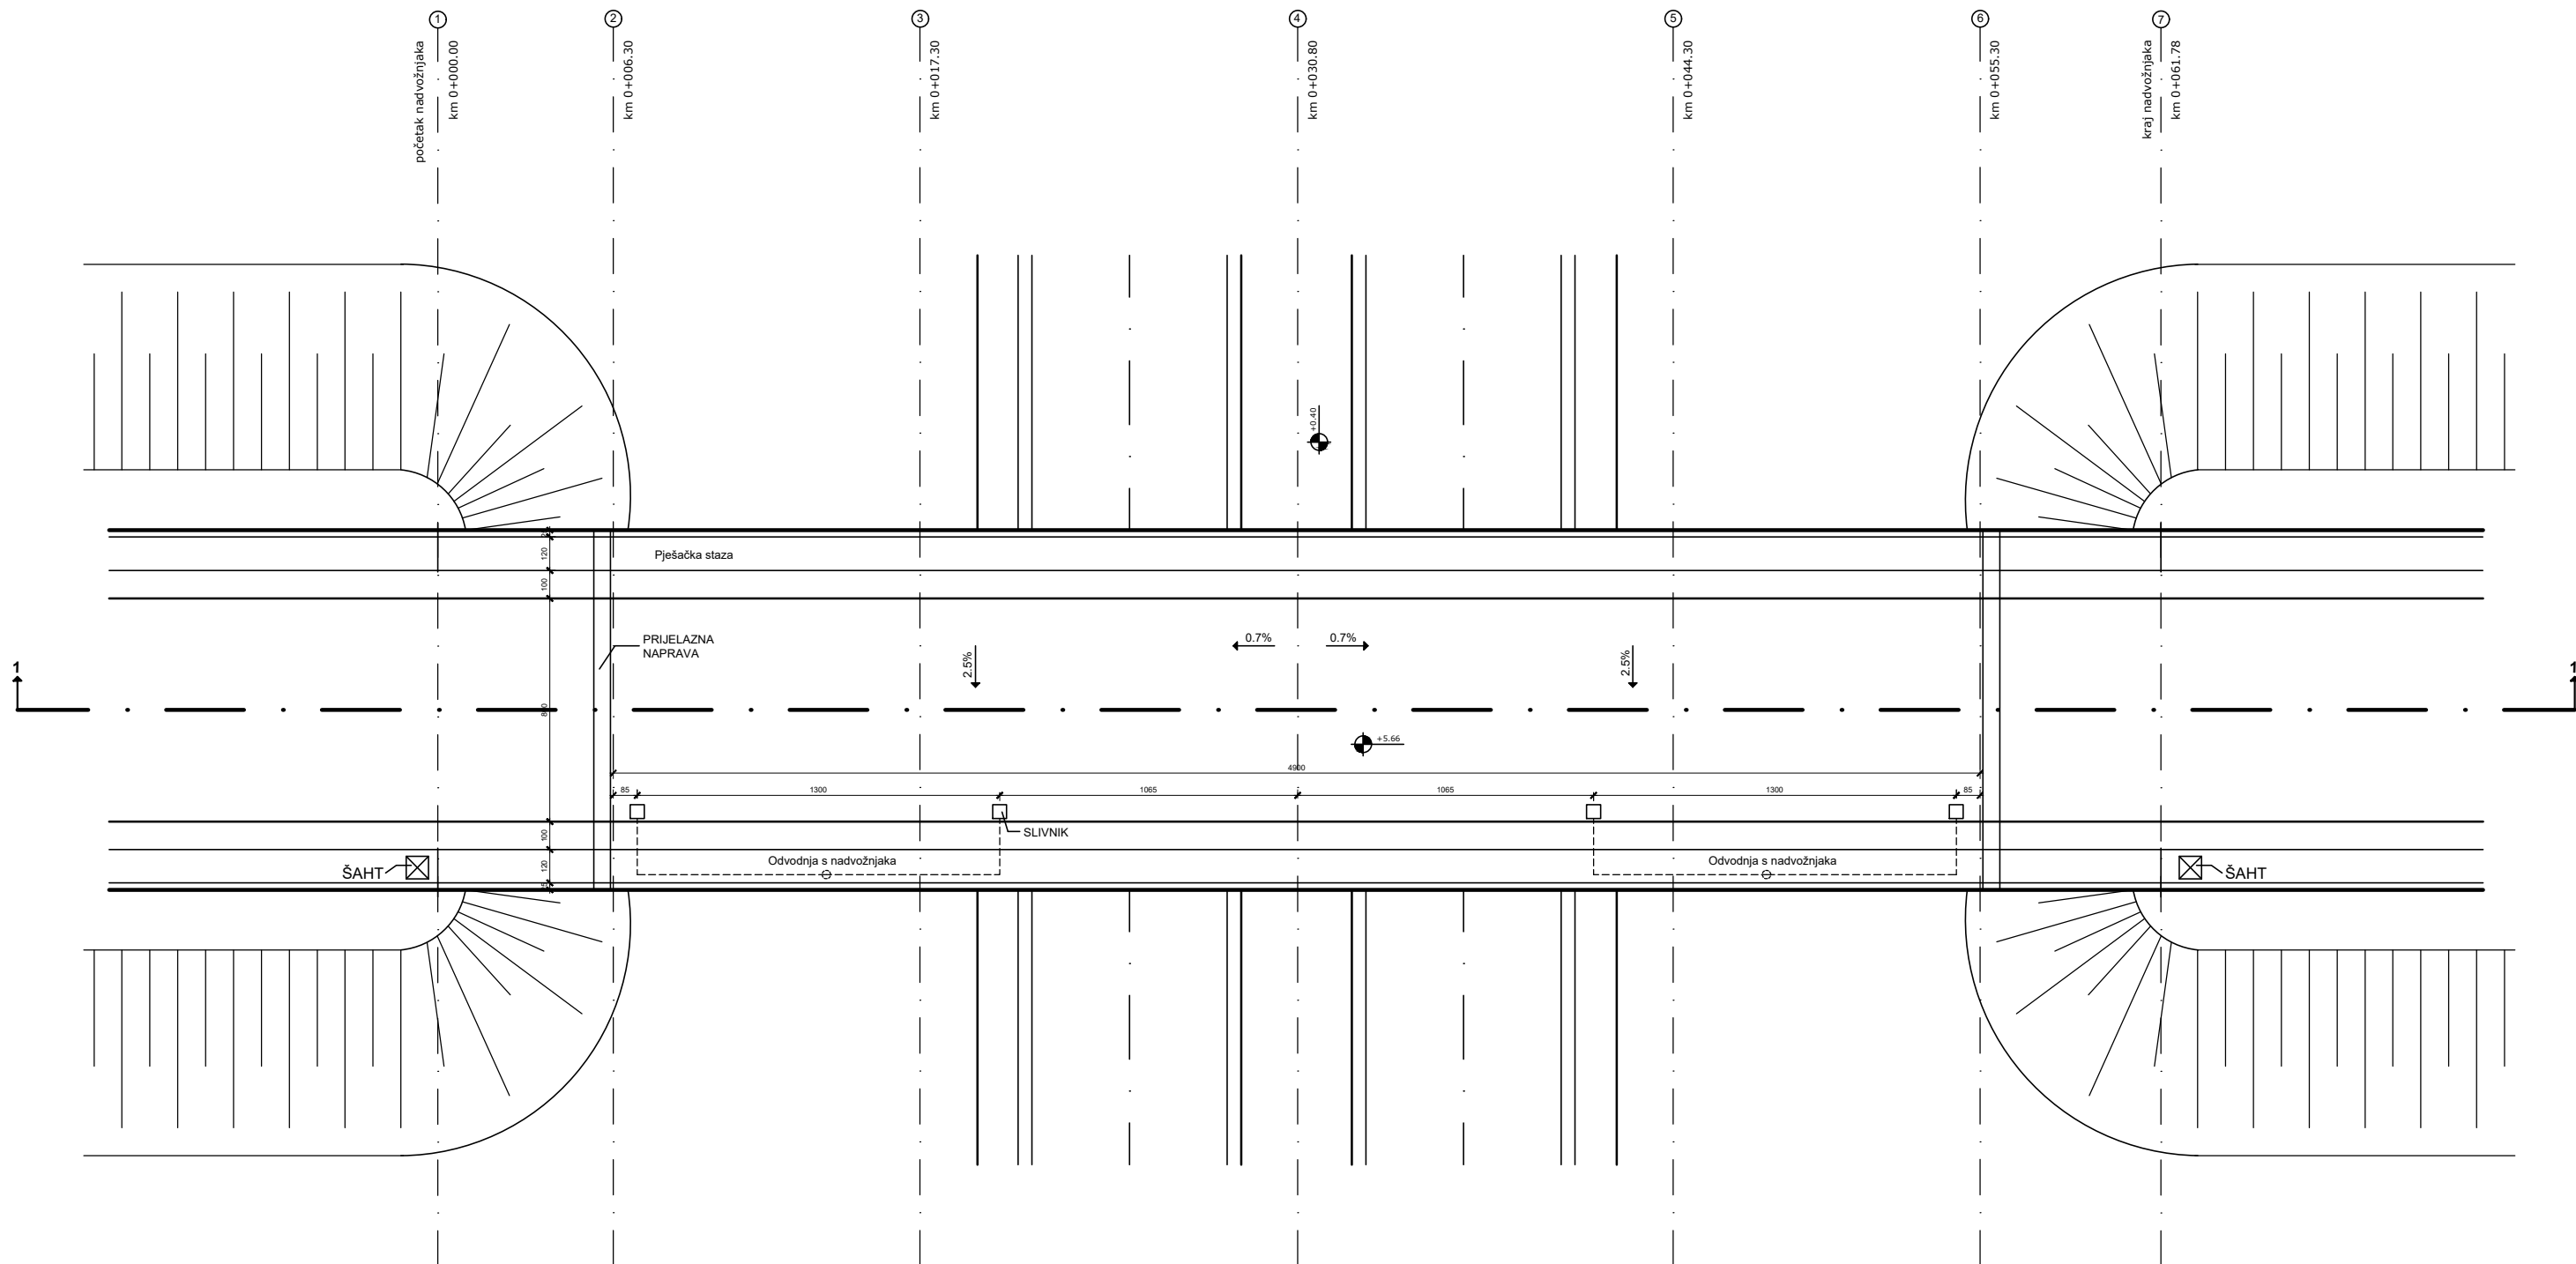 1
2
3
4
5
6
7
početak nadvožnjaka
km 0+000.00
km 0+006.30
km 0+017.30
km 0+030.80
km 0+044.30
km 0+055.30
kraj nadvožnjaka
km 0+061.78
+0.40
120
Pješačka staza
100
PRIJELAZNA
NAPRAVA
2.5%
0.7%
0.7%
2.5%
1
1
800
+5.66
4900
85
1300
1065
1065
1300
85
SLIVNIK
100
120
Odvodnja s nadvožnjaka
Odvodnja s nadvožnjaka
ŠAHT
ŠAHT